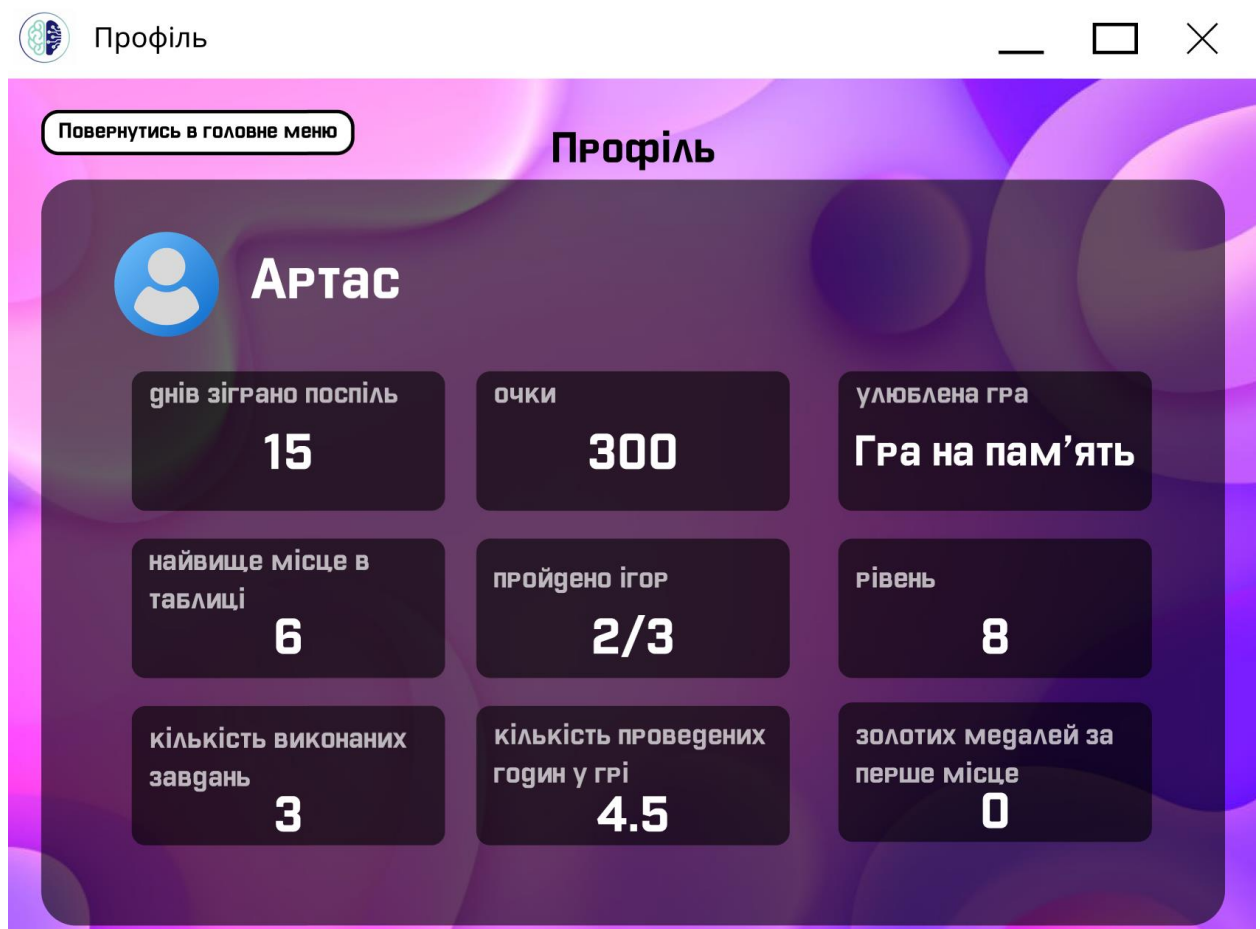 Профіль
Повернутись в головне меню
Профіль
Артас
днів зіграно поспіль
15
очки
300
улюблена гра
Гра на пам’ять
найвище місце в
таблиці
6
пройдено ігор
2/3
рівень
8
кількість виконаних
завдань
3
кількість проведених
годин у грі
4.5
золотих медалей за
перше місце
0